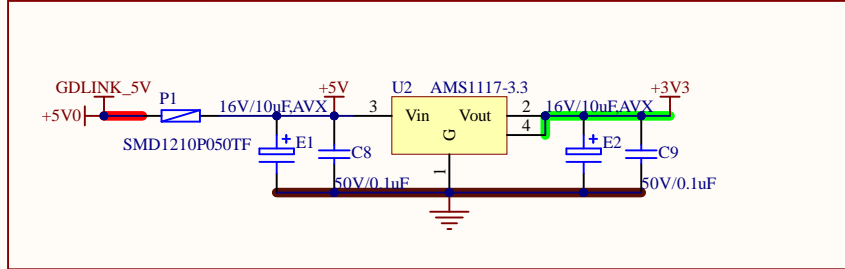 GDLINK_5V
+5V0
P1
SMD1210P050TF
16V/10uF,AVX
+5V
E1
C8
50V/0.1uF
3
U2
AMS1117-3.3
Vin
Vout
G
1
2
4
16V/10uF,AVX
+3V3
E2
C9
50V/0.1uF